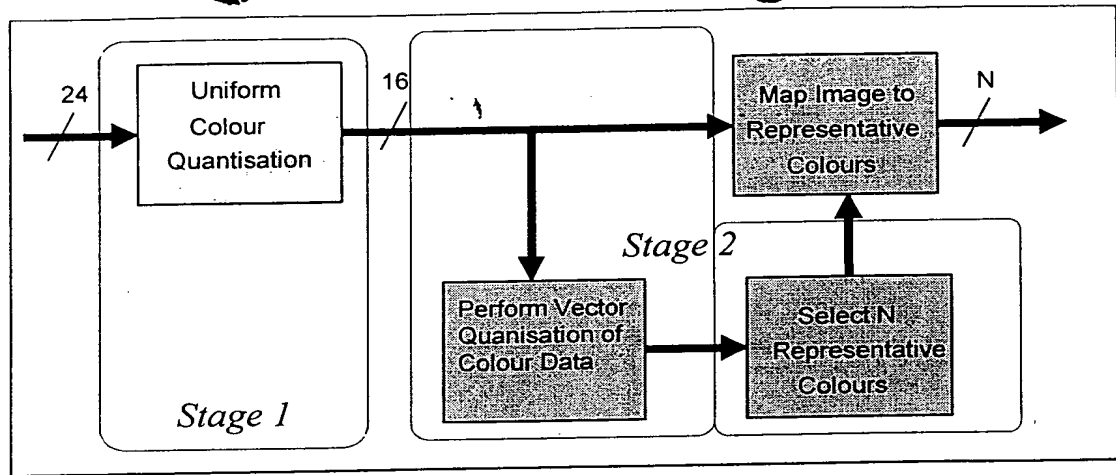 24
Uniform
Colour
Quantisation
16
Map Image to
Representative
Colours
N
Stage 2
Perform Vector
Quanisation of
Colour Data
Select N
Representative
Colours
Stage 1